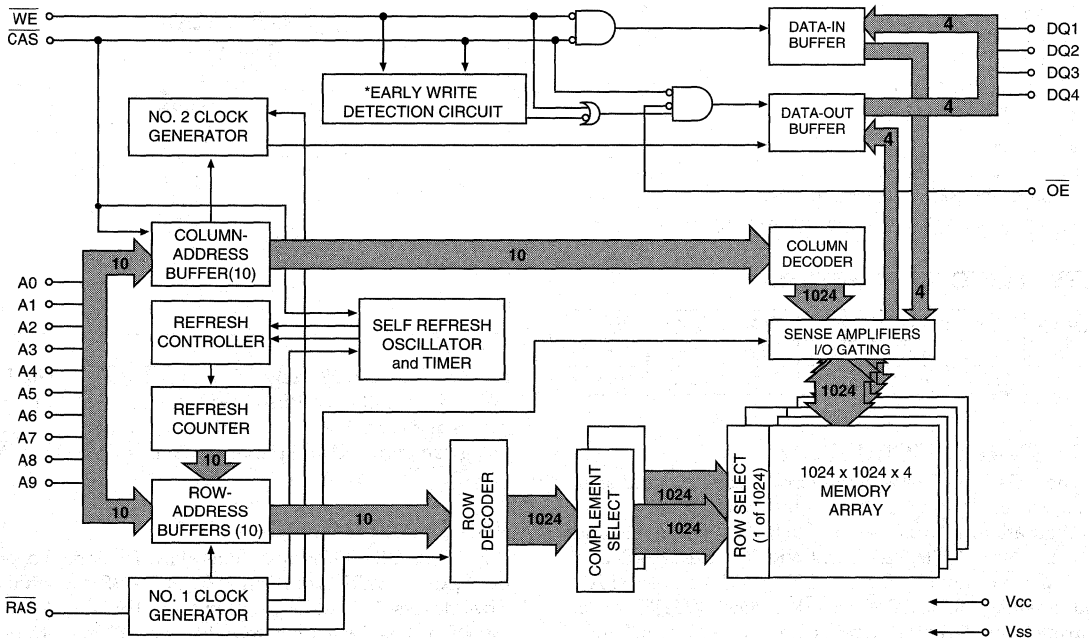 WE
CAS
DATA-IN
BUFFER
4
DQ1
DQ2
DQ3
DQ4
*EARLY WRITE
DETECTION CIRCUIT
NO. 2 CLOCK
GENERATOR
DATA-OUT
BUFFER
4
4
OE
COLUMN-
ADDRESS
BUFFER(10)
10
10
COLUMN
DECODER
1024
4
A0
A1
A2
A3
A4
A5
A6
A7
A8
A9
REFRESH
CONTROLLER
SELF REFRESH
OSCILLATOR
and TIMER
SENSE AMPLIFIERS
I/O GATING
1024
REFRESH
COUNTER
10
ROW-
ADDRESS
BUFFERS (10)
10
10
ROW
DECODER
1024
COMPLEMENT
SELECT
1024
1024
ROW SELECT
(1 of 1024)
1024 x 1024 x 4
MEMORY
ARRAY
RAS
NO. 1 CLOCK
GENERATOR
Vcc
Vss